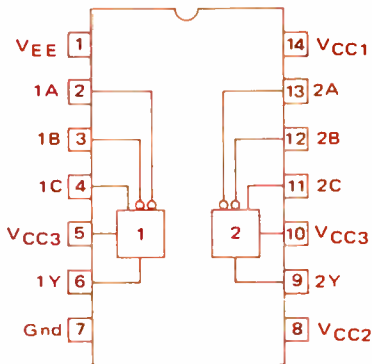 VEE 1 14 VCC1
1A 2 13 2A
1B 3 12 2B
1C 4 11 2C
VCC3 5 1 2 10 VCC3
1Y 6 9 2Y
Gnd 7 8 VCC2